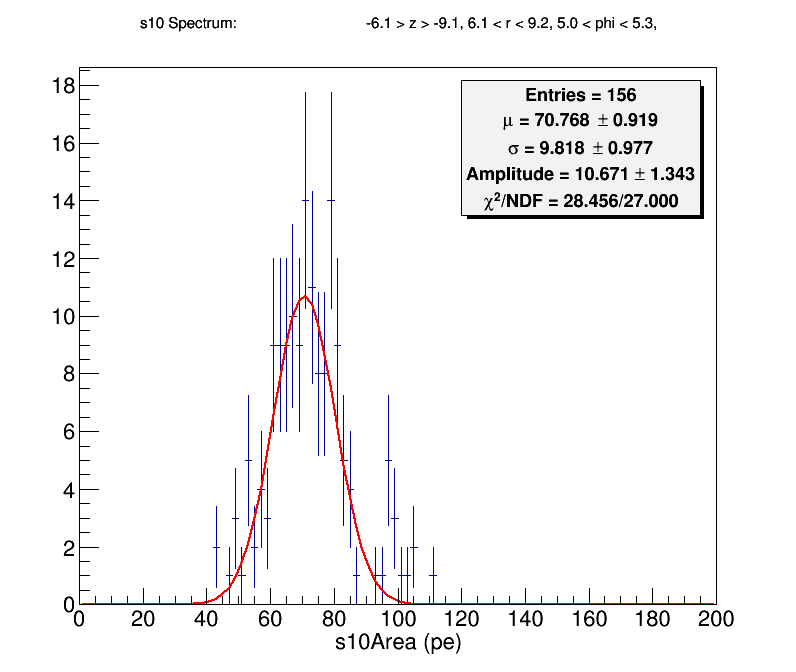 s10 Spectrum: -6.1 > z > -9.1, 6.1 < r < 9.2, 5.0 < phi < 5.3,
Entries = 156
μ = 70.768 ± 0.919
σ = 9.818 ± 0.977
Amplitude = 10.671 ± 1.343
χ²/NDF = 28.456/27.000
18
16
14
12
10
8
6
4
2
0
0 20 40 60 80 100 120 140 160 180 200
s10Area (pe)